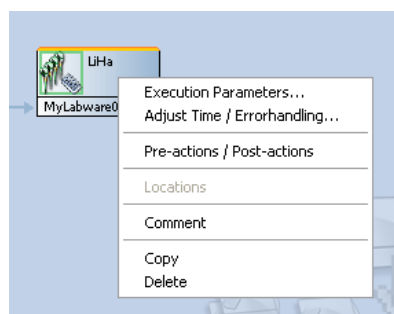 LiHa
MyLabware0
Execution Parameters...
Adjust Time / Errorhandling...
Pre-actions / Post-actions
Locations
Comment
Copy
Delete